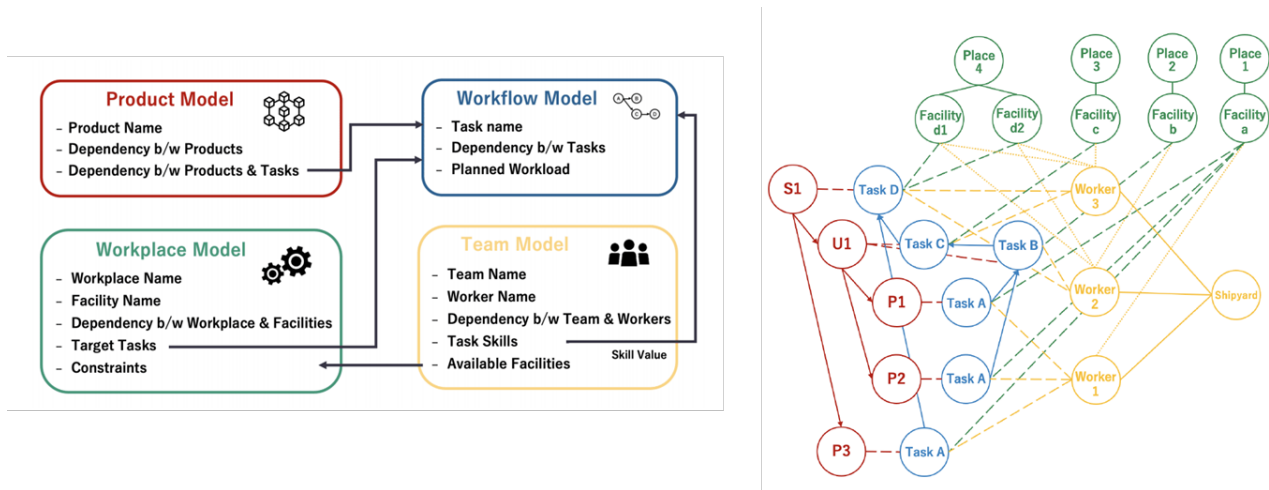 Product Model
- Product Name
- Dependency b/w Products
- Dependency b/w Products & Tasks
Workflow Model
A
B
C
D
- Task name
- Dependency b/w Tasks
- Planned Workload
Workplace Model
- Workplace Name
- Facility Name
- Dependency b/w Workplace & Facilities
- Target Tasks
- Constraints
Team Model
- Team Name
- Worker Name
- Dependency b/w Team & Workers
- Task Skills
- Available Facilities
Skill Value
Place
4
Place
3
Place
2
Place
1
Facility
d1
Facility
d2
Facility
c
Facility
b
Facility
a
S1
Task D
Worker
3
U1
Task C
Task B
P1
Task A
Worker
2
Shipyard
P2
Task A
Worker
1
P3
Task A